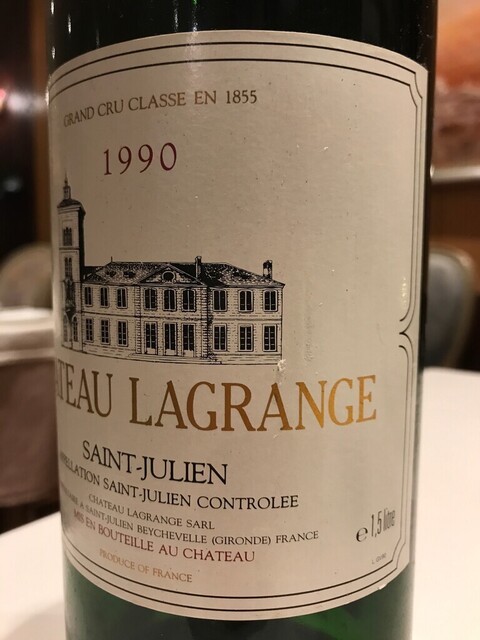 GRAND CRU CLASSE EN 1855
1990
TEAU LAGRANGE
SAINT-JULIEN
APPELLATION SAINT-JULIEN CONTROLEE
CHATEAU LAGRANGE SARL
A SAINT-JULIEN BEYCHEVELLE (GIRONDE) FRANCE
MIS EN BOUTEILLE AU CHATEAU
e 1,5 litre
PRODUCE OF FRANCE